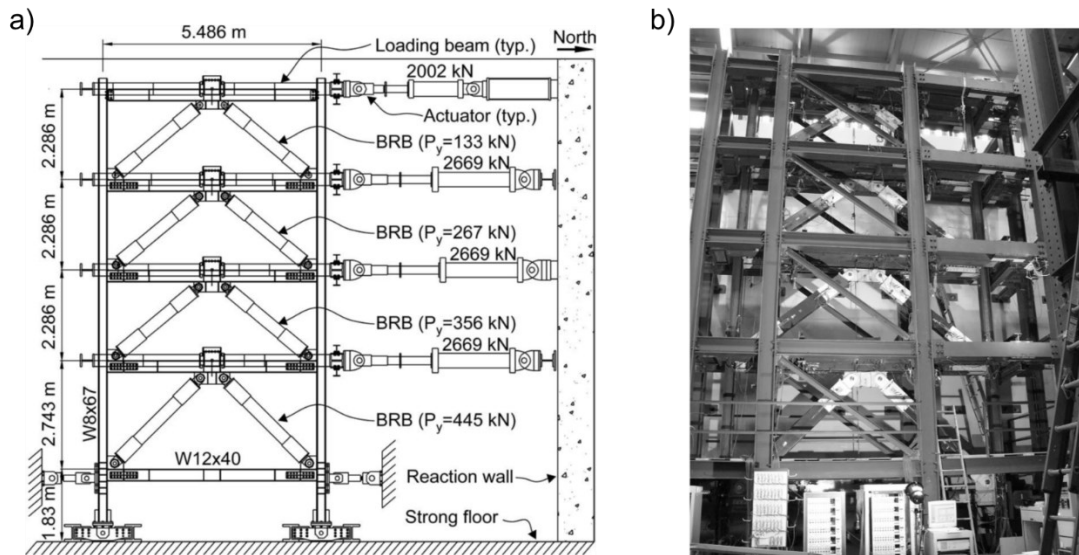 a)
5.486 m
North
Loading beam (typ.)
2002 kN
Actuator (typ.)
2.286 m
BRB (Py=133 kN)
2669 kN
2.286 m
BRB (Py=267 kN)
2669 kN
2.286 m
BRB (Py=356 kN)
2669 kN
2.743 m
W8x67
BRB (Py=445 kN)
W12x40
Reaction wall
1.83 m
Strong floor
b)